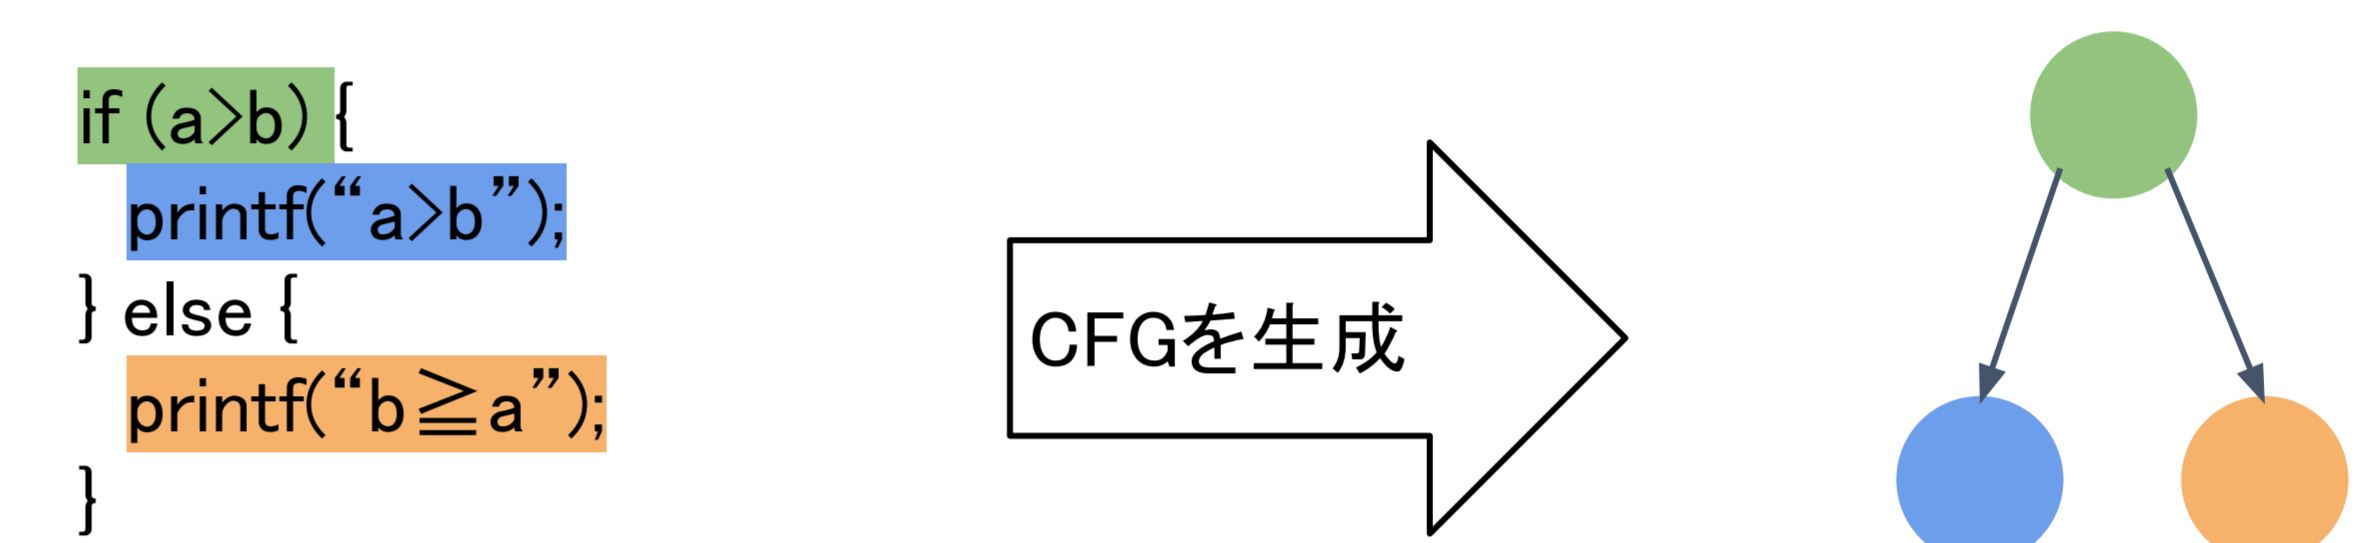 if (a>b) {
printf(“a>b”);
} else {
printf(“b≧a”);
}
CFGを生成